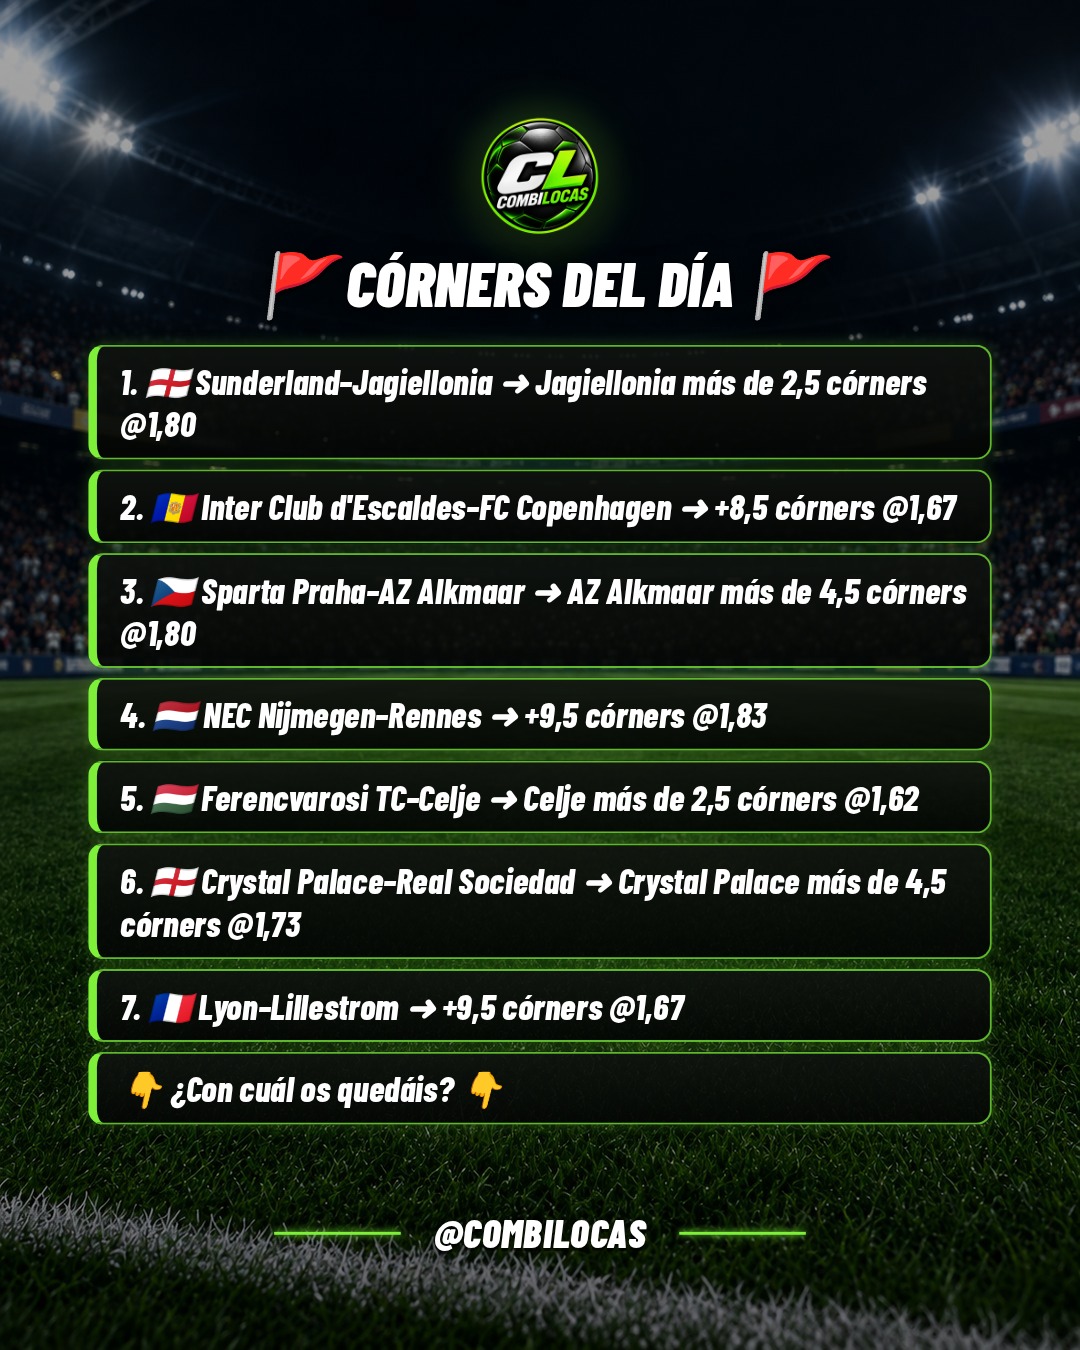 CL
COMBILOCAS
🚩 CÓRNERS DEL DÍA 🚩
1. 🏴󠁧󠁢󠁥󠁮󠁧󠁿 Sunderland-Jagiellonia → Jagiellonia más de 2,5 córners
@1,80
2. 🇦🇩 Inter Club d'Escaldes-FC Copenhagen → +8,5 córners @1,67
3. 🇨🇿 Sparta Praha-AZ Alkmaar → AZ Alkmaar más de 4,5 córners
@1,80
4. 🇳🇱 NEC Nijmegen-Rennes → +9,5 córners @1,83
5. 🇭🇺 Ferencvarosi TC-Celje → Celje más de 2,5 córners @1,62
6. 🏴󠁧󠁢󠁥󠁮󠁧󠁿 Crystal Palace-Real Sociedad → Crystal Palace más de 4,5
córners @1,73
7. 🇫🇷 Lyon-Lillestrom → +9,5 córners @1,67
👇 ¿Con cuál os quedáis? 👇
@COMBILOCAS